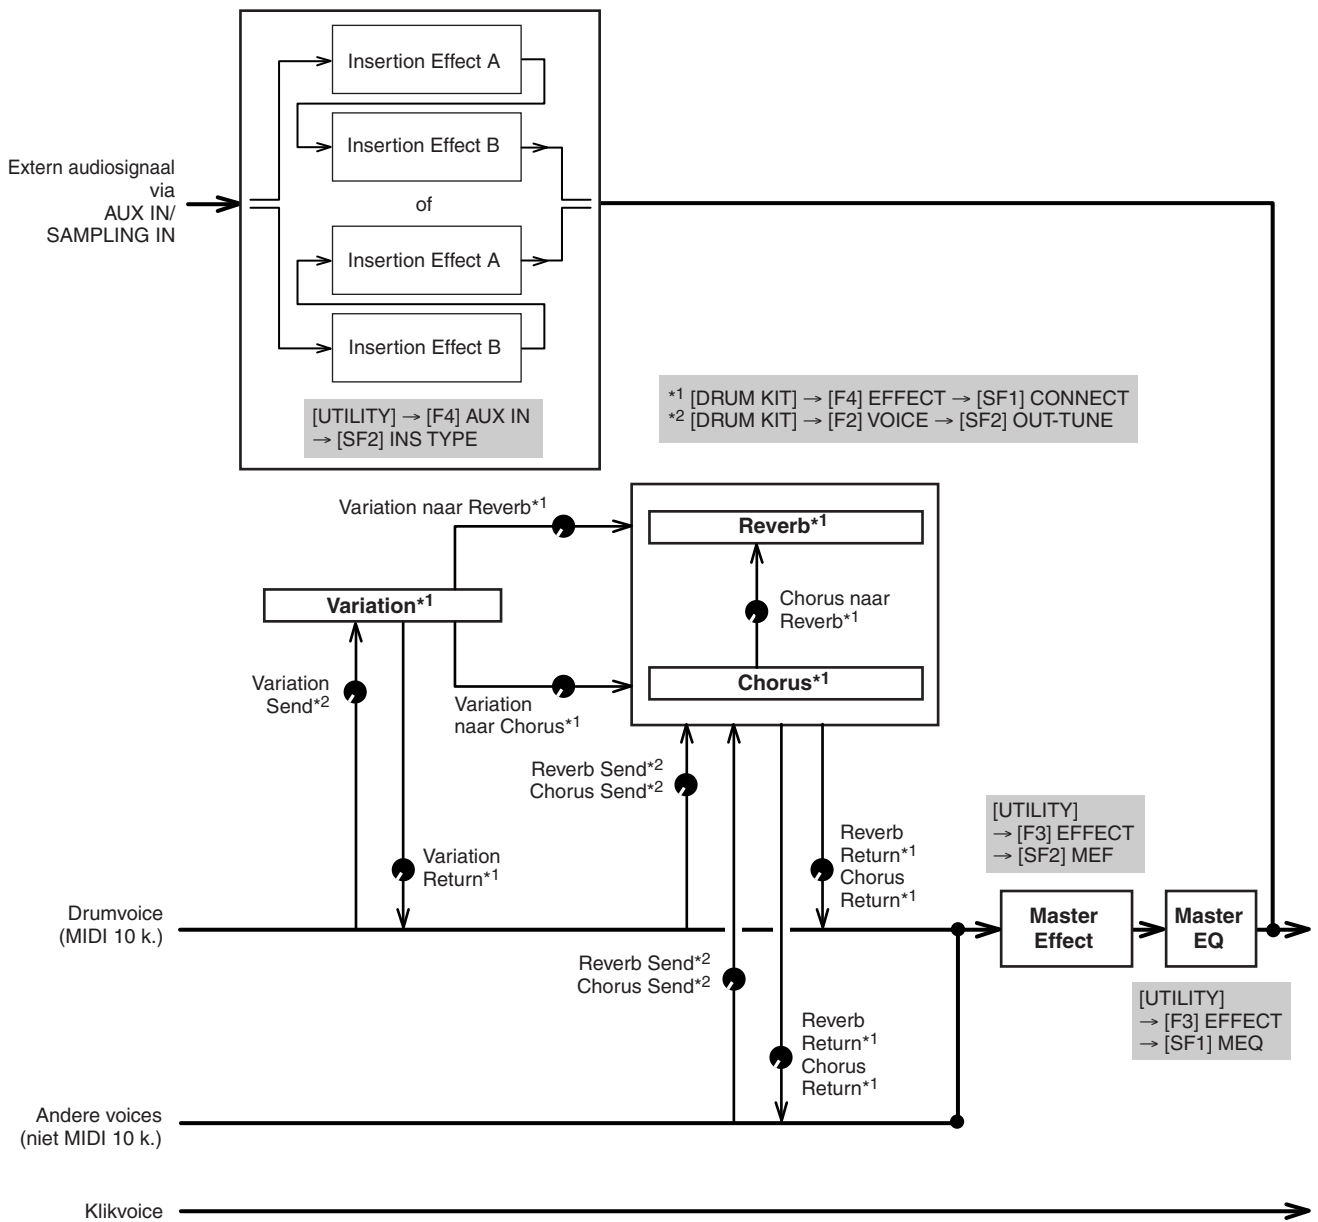 Insertion Effect A
Insertion Effect B
Extern audiosignaal
via
AUX IN/
SAMPLING IN
of
Insertion Effect A
Insertion Effect B
[UTILITY] → [F4] AUX IN
→ [SF2] INS TYPE
*1 [DRUM KIT] → [F4] EFFECT → [SF1] CONNECT
*2 [DRUM KIT] → [F2] VOICE → [SF2] OUT-TUNE
Variation naar Reverb*1
Reverb*1
Variation*1
Chorus naar
Reverb*1
Variation
Send*2
Variation
naar Chorus*1
Chorus*1
Reverb Send*2
Chorus Send*2
Variation
Return*1
Reverb
Return*1
Chorus
Return*1
[UTILITY]
→ [F3] EFFECT
→ [SF2] MEF
Drumvoice
(MIDI 10 k.)
Master
Effect
Master
EQ
Reverb Send*2
Chorus Send*2
[UTILITY]
→ [F3] EFFECT
→ [SF1] MEQ
Reverb
Return*1
Chorus
Return*1
Andere voices
(niet MIDI 10 k.)
Klikvoice